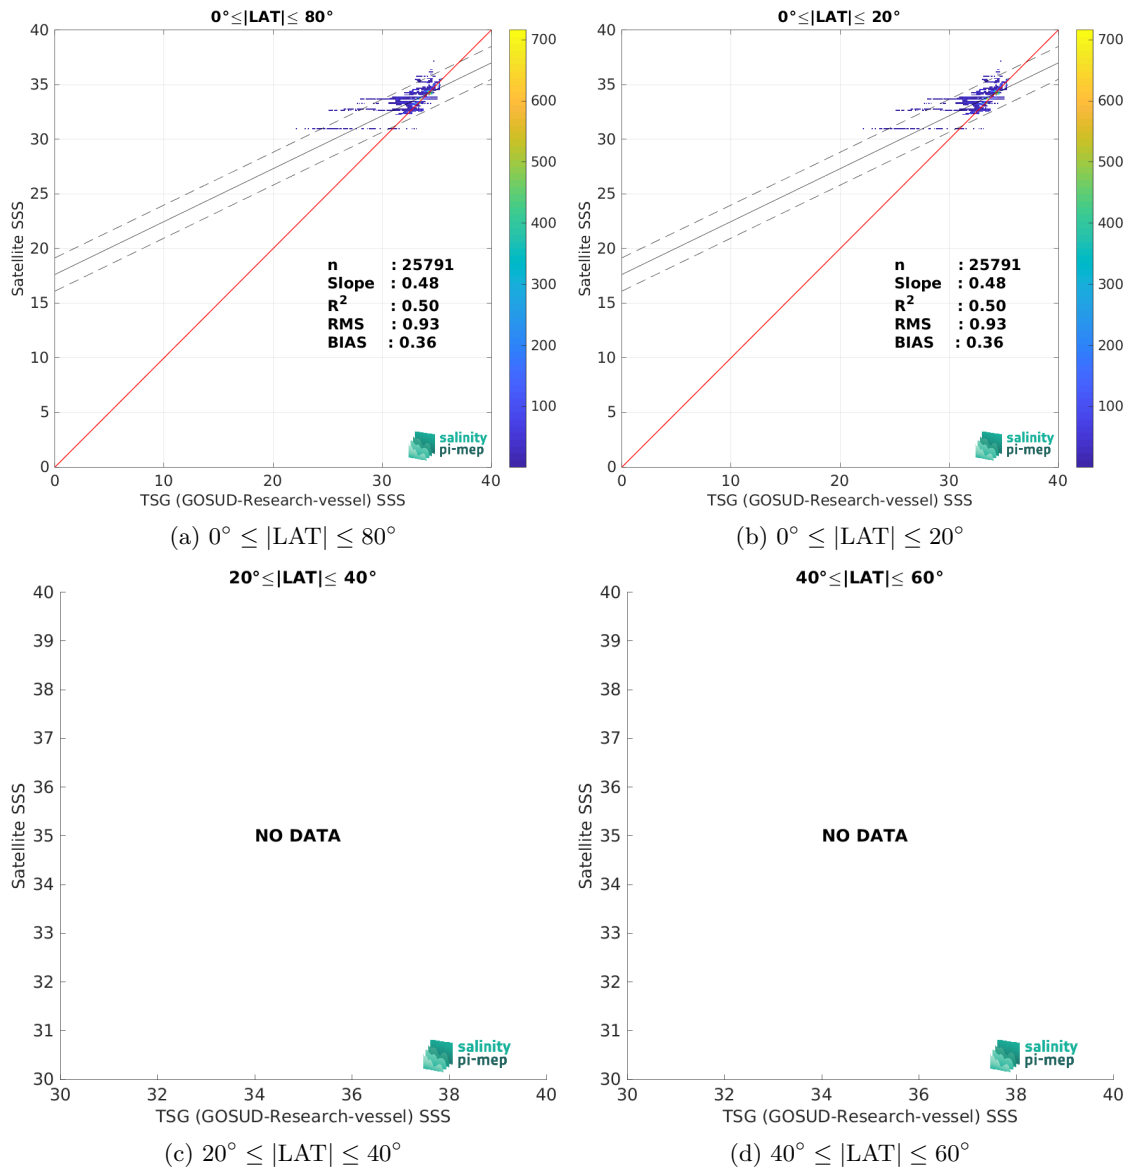 0°≤|LAT|≤ 80°
40
35
30
25
20
15
10
5
0
Satellite SSS
n : 25791
Slope : 0.48
R² : 0.50
RMS : 0.93
BIAS : 0.36
salinity
pi-mep
0 10 20 30 40
TSG (GOSUD-Research-vessel) SSS
700
600
500
400
300
200
100
(a) 0° ≤ |LAT| ≤ 80°
0°≤|LAT|≤ 20°
40
35
30
25
20
15
10
5
0
Satellite SSS
n : 25791
Slope : 0.48
R² : 0.50
RMS : 0.93
BIAS : 0.36
salinity
pi-mep
0 10 20 30 40
TSG (GOSUD-Research-vessel) SSS
700
600
500
400
300
200
100
(b) 0° ≤ |LAT| ≤ 20°
20°≤|LAT|≤ 40°
40
39
38
37
36
35
34
33
32
31
30
Satellite SSS
NO DATA
salinity
pi-mep
30 32 34 36 38 40
TSG (GOSUD-Research-vessel) SSS
(c) 20° ≤ |LAT| ≤ 40°
40°≤|LAT|≤ 60°
40
39
38
37
36
35
34
33
32
31
30
Satellite SSS
NO DATA
salinity
pi-mep
30 32 34 36 38 40
TSG (GOSUD-Research-vessel) SSS
(d) 40° ≤ |LAT| ≤ 60°